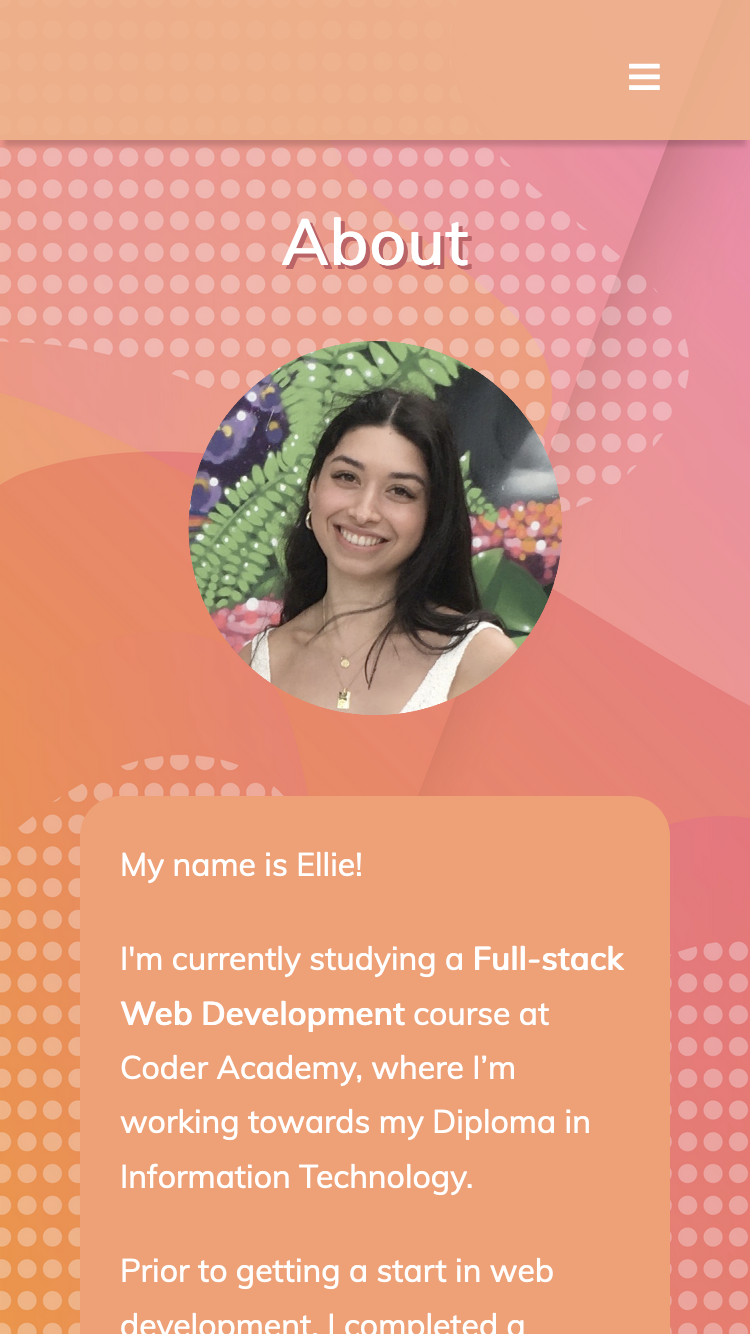 About
My name is Ellie!
I'm currently studying a Full-stack
Web Development course at
Coder Academy, where I’m
working towards my Diploma in
Information Technology.
Prior to getting a start in web
development, I completed a